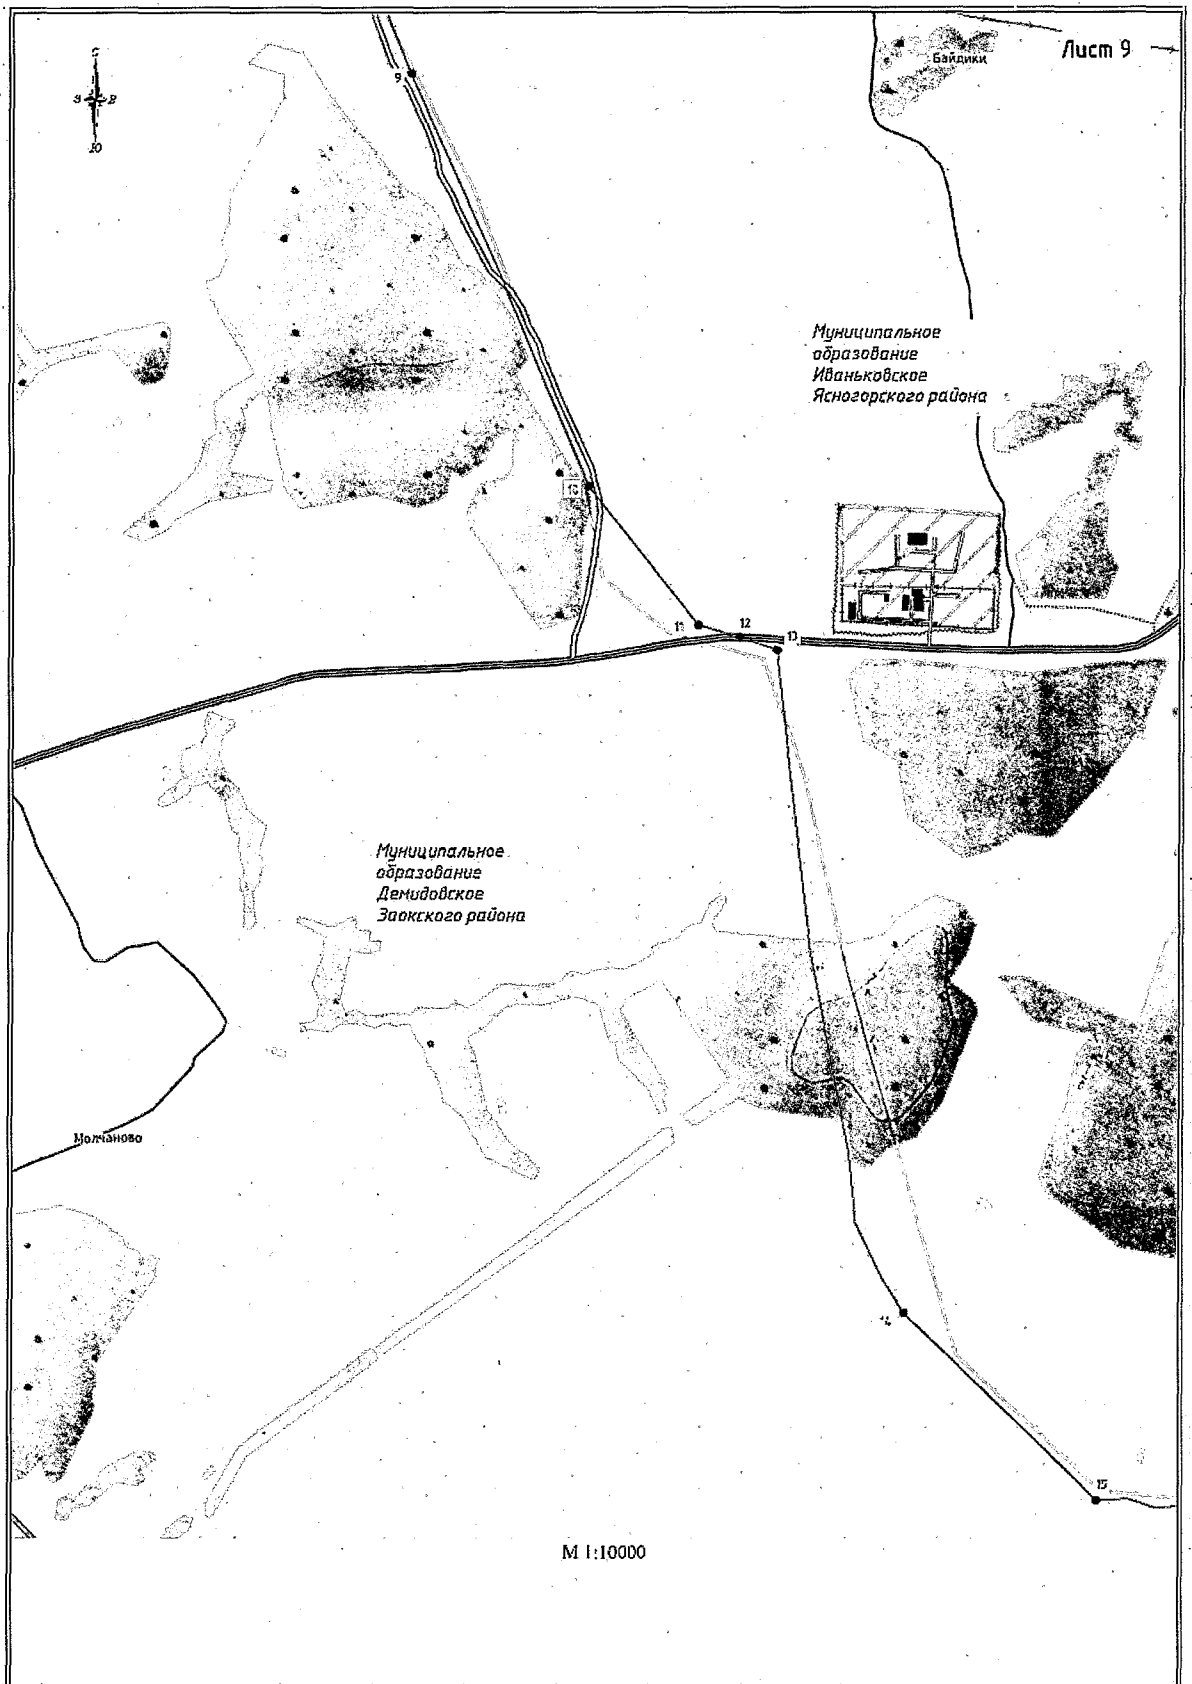 Лист 9
Байдики
С
З В
Ю
9
Муниципальное
образование
Иваньковское
Ясногорского района
10
11
12
13
Муниципальное
образование
Демидовское
Заокского района
Молчаново
14
15
М 1:10000